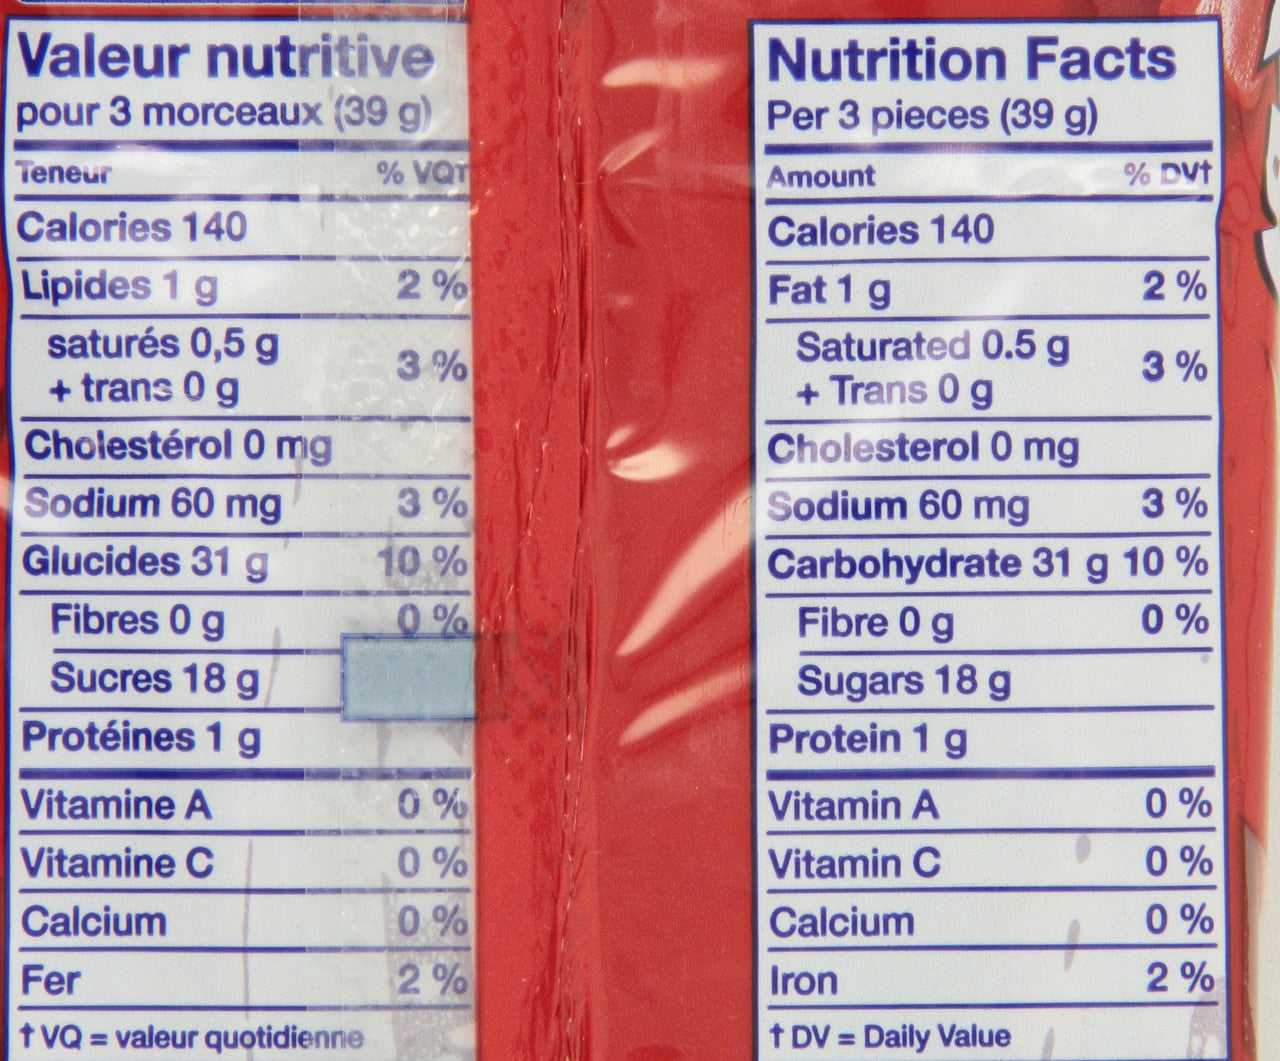 Valeur nutritive
pour 3 morceaux (39 g)
Teneur % VQ†
Calories 140
Lipides 1 g 2 %
saturés 0,5 g
+ trans 0 g 3 %
Cholestérol 0 mg
Sodium 60 mg 3 %
Glucides 31 g 10 %
Fibres 0 g 0 %
Sucres 18 g
Protéines 1 g
Vitamine A 0 %
Vitamine C 0 %
Calcium 0 %
Fer 2 %
† VQ = valeur quotidienne
Nutrition Facts
Per 3 pieces (39 g)
Amount % DV†
Calories 140
Fat 1 g 2 %
Saturated 0.5 g
+ Trans 0 g 3 %
Cholesterol 0 mg
Sodium 60 mg 3 %
Carbohydrate 31 g 10 %
Fibre 0 g 0 %
Sugars 18 g
Protein 1 g
Vitamin A 0 %
Vitamin C 0 %
Calcium 0 %
Iron 2 %
† DV = Daily Value